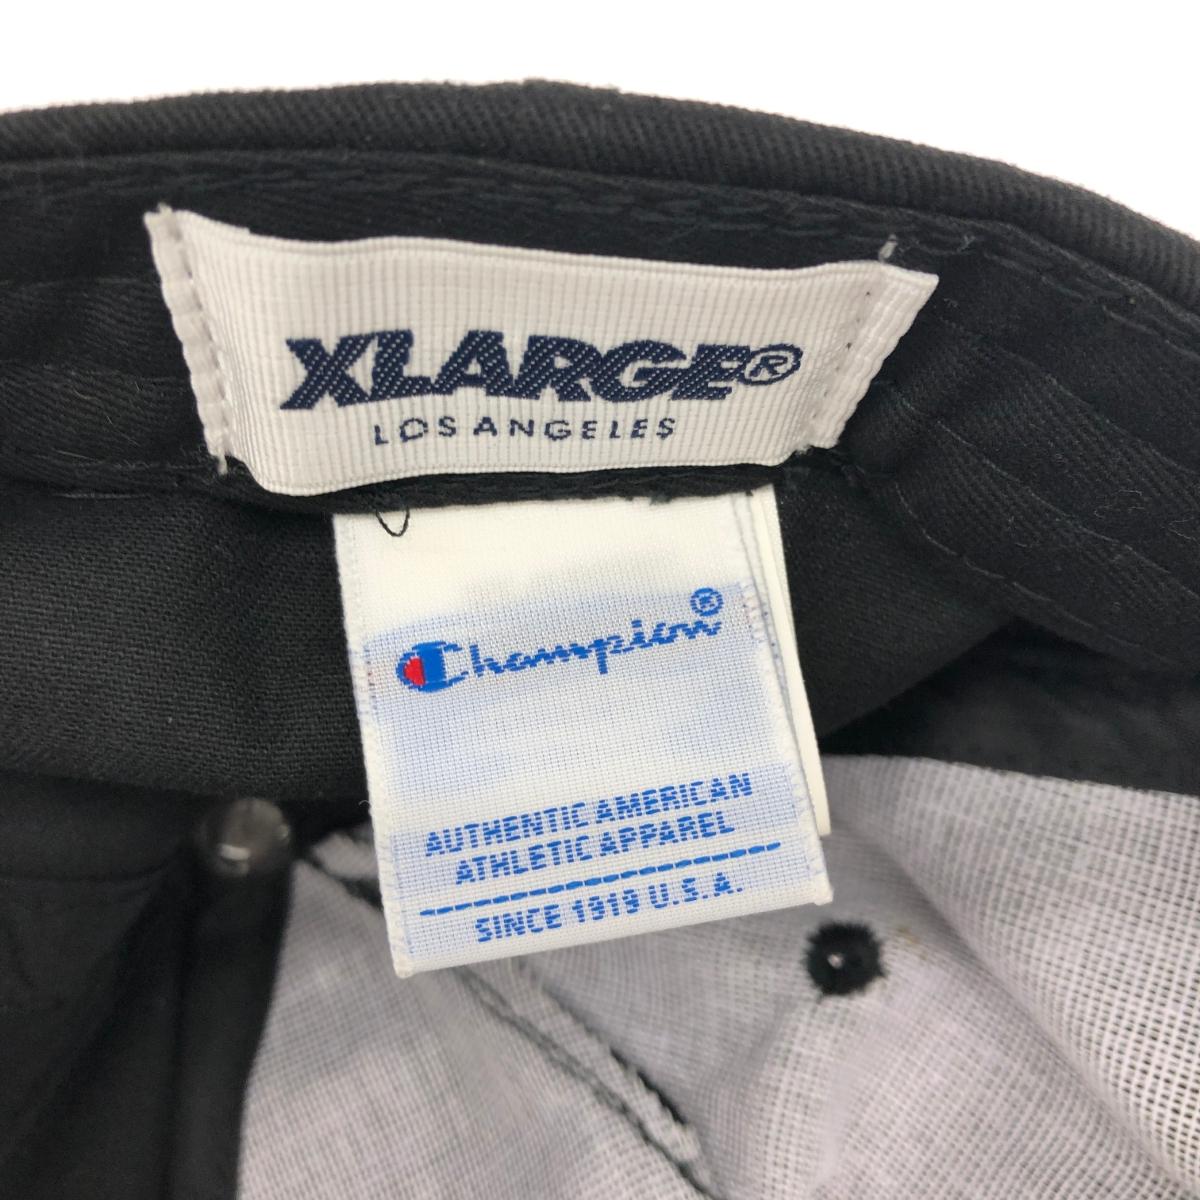 XLARGE®
LOS ANGELES
Champion®
AUTHENTIC AMERICAN
ATHLETIC APPAREL
SINCE 1919 U.S.A.